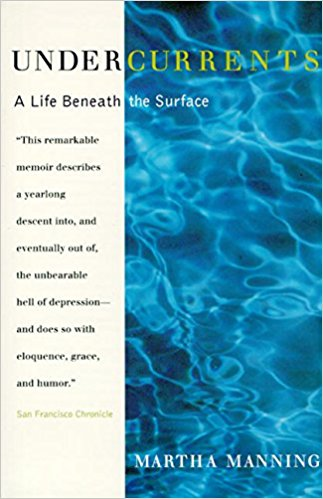 UNDERCURRENTS
A Life Beneath the Surface
“This remarkable
memoir describes
a yearlong
descent into, and
eventually out of,
the unbearable
hell of depression—
and does so with
eloquence, grace,
and humor.”
San Francisco Chronicle
MARTHA MANNING